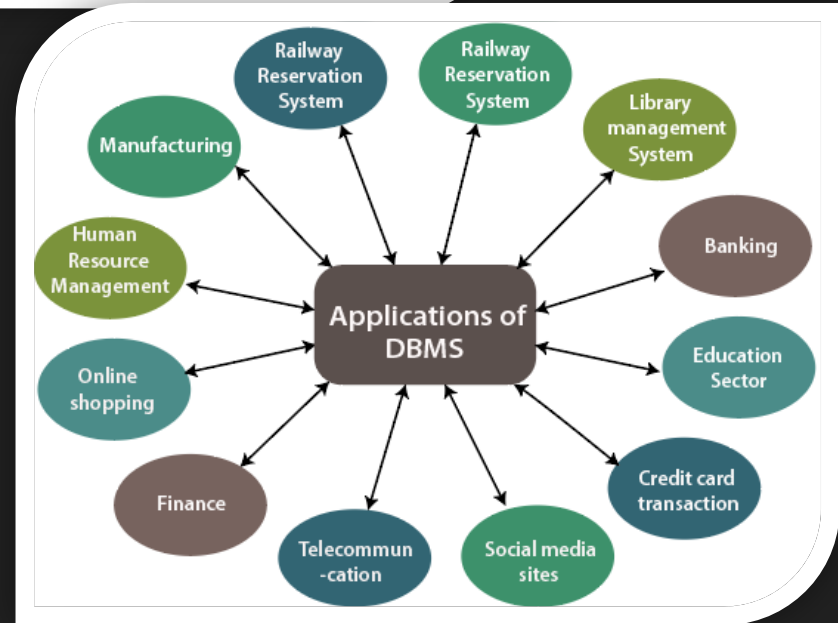 Railway
Reservation
System
Railway
Reservation
System
Library
management
System
Manufacturing
Banking
Human
Resource
Management
Applications of
DBMS
Education
Sector
Online
shopping
Credit card
transaction
Finance
Telecommun
-cation
Social media
sites